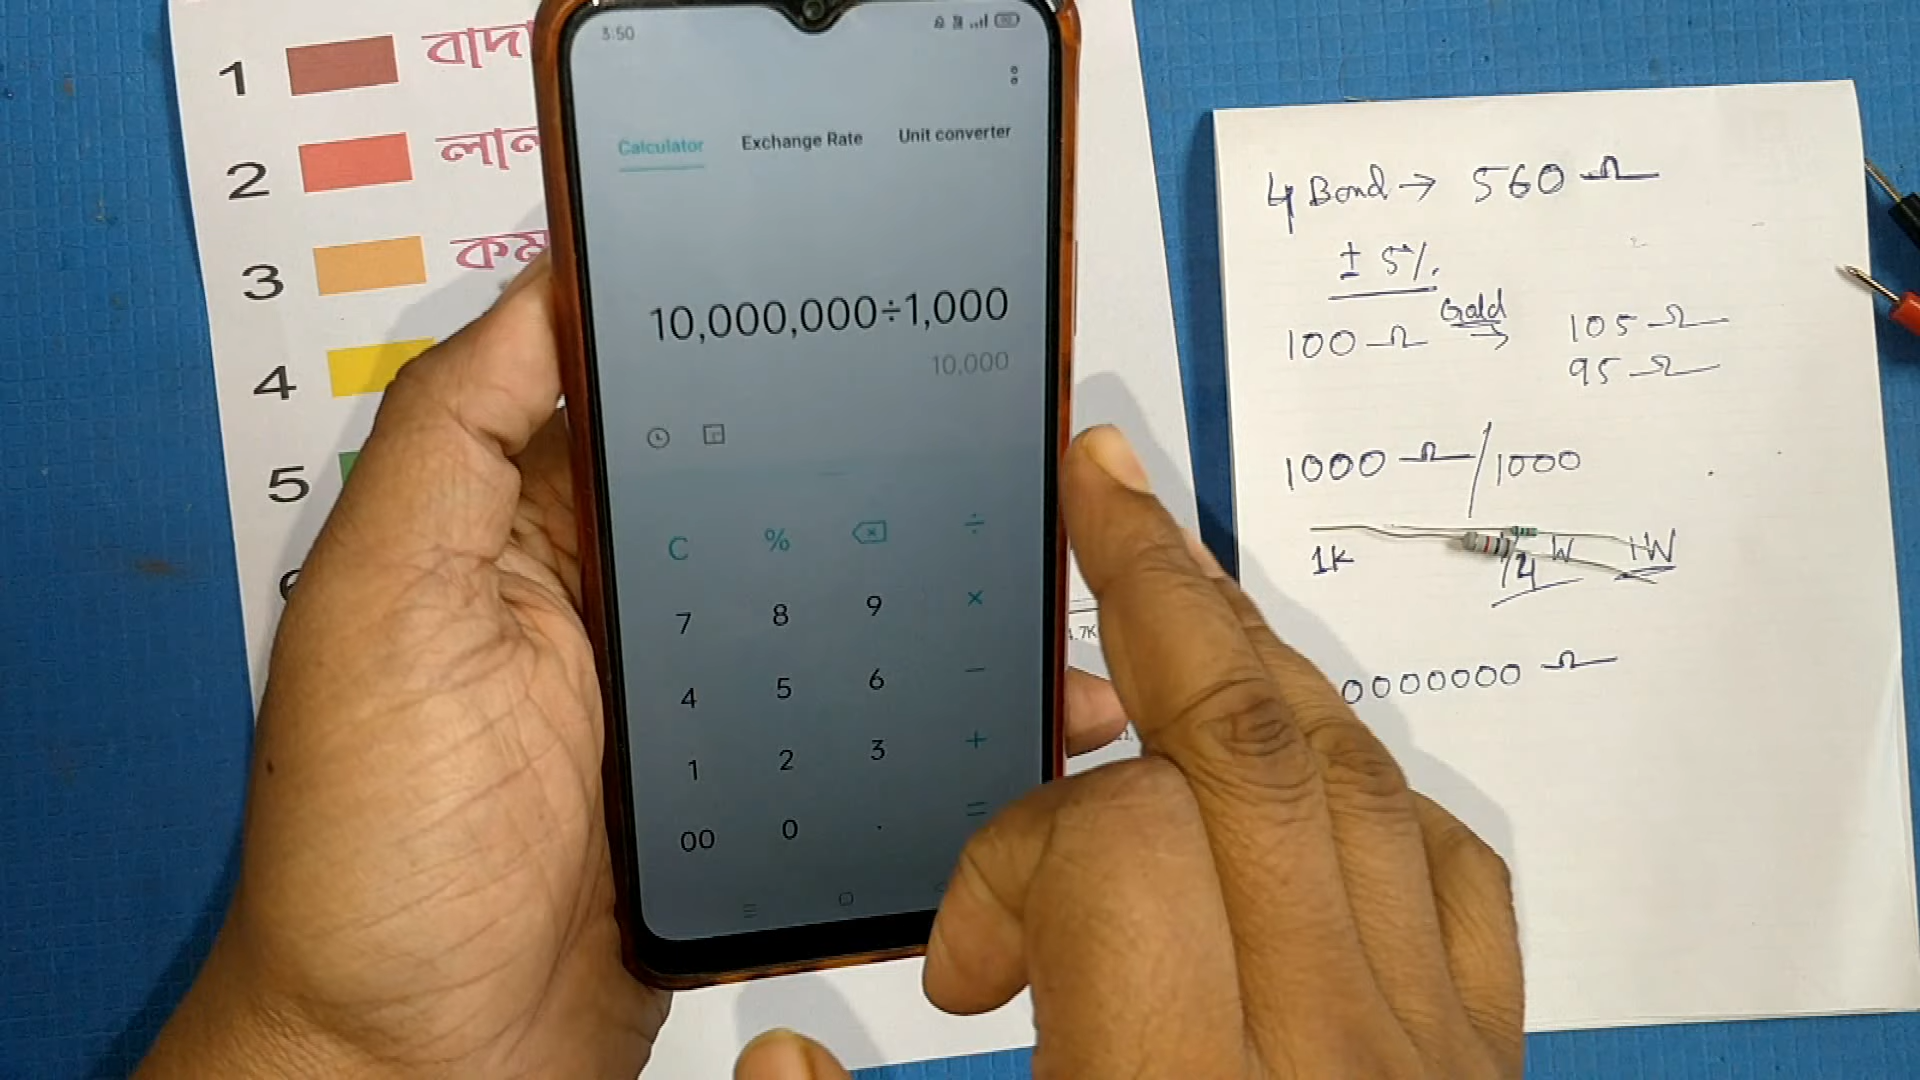 1
2 লাল
3 কম
4
5
3:50
Calculator Exchange Rate Unit converter
10,000,000÷1,000
10,000
C % ÷
7 8 9 ×
4 5 6 −
1 2 3 +
00 0 . =
4 Bond → 560 Ω
± 5%.
Gold
100 Ω → 105 Ω
95 Ω
1000 Ω / 1000
1K 1/4 W 1W
0000000 Ω